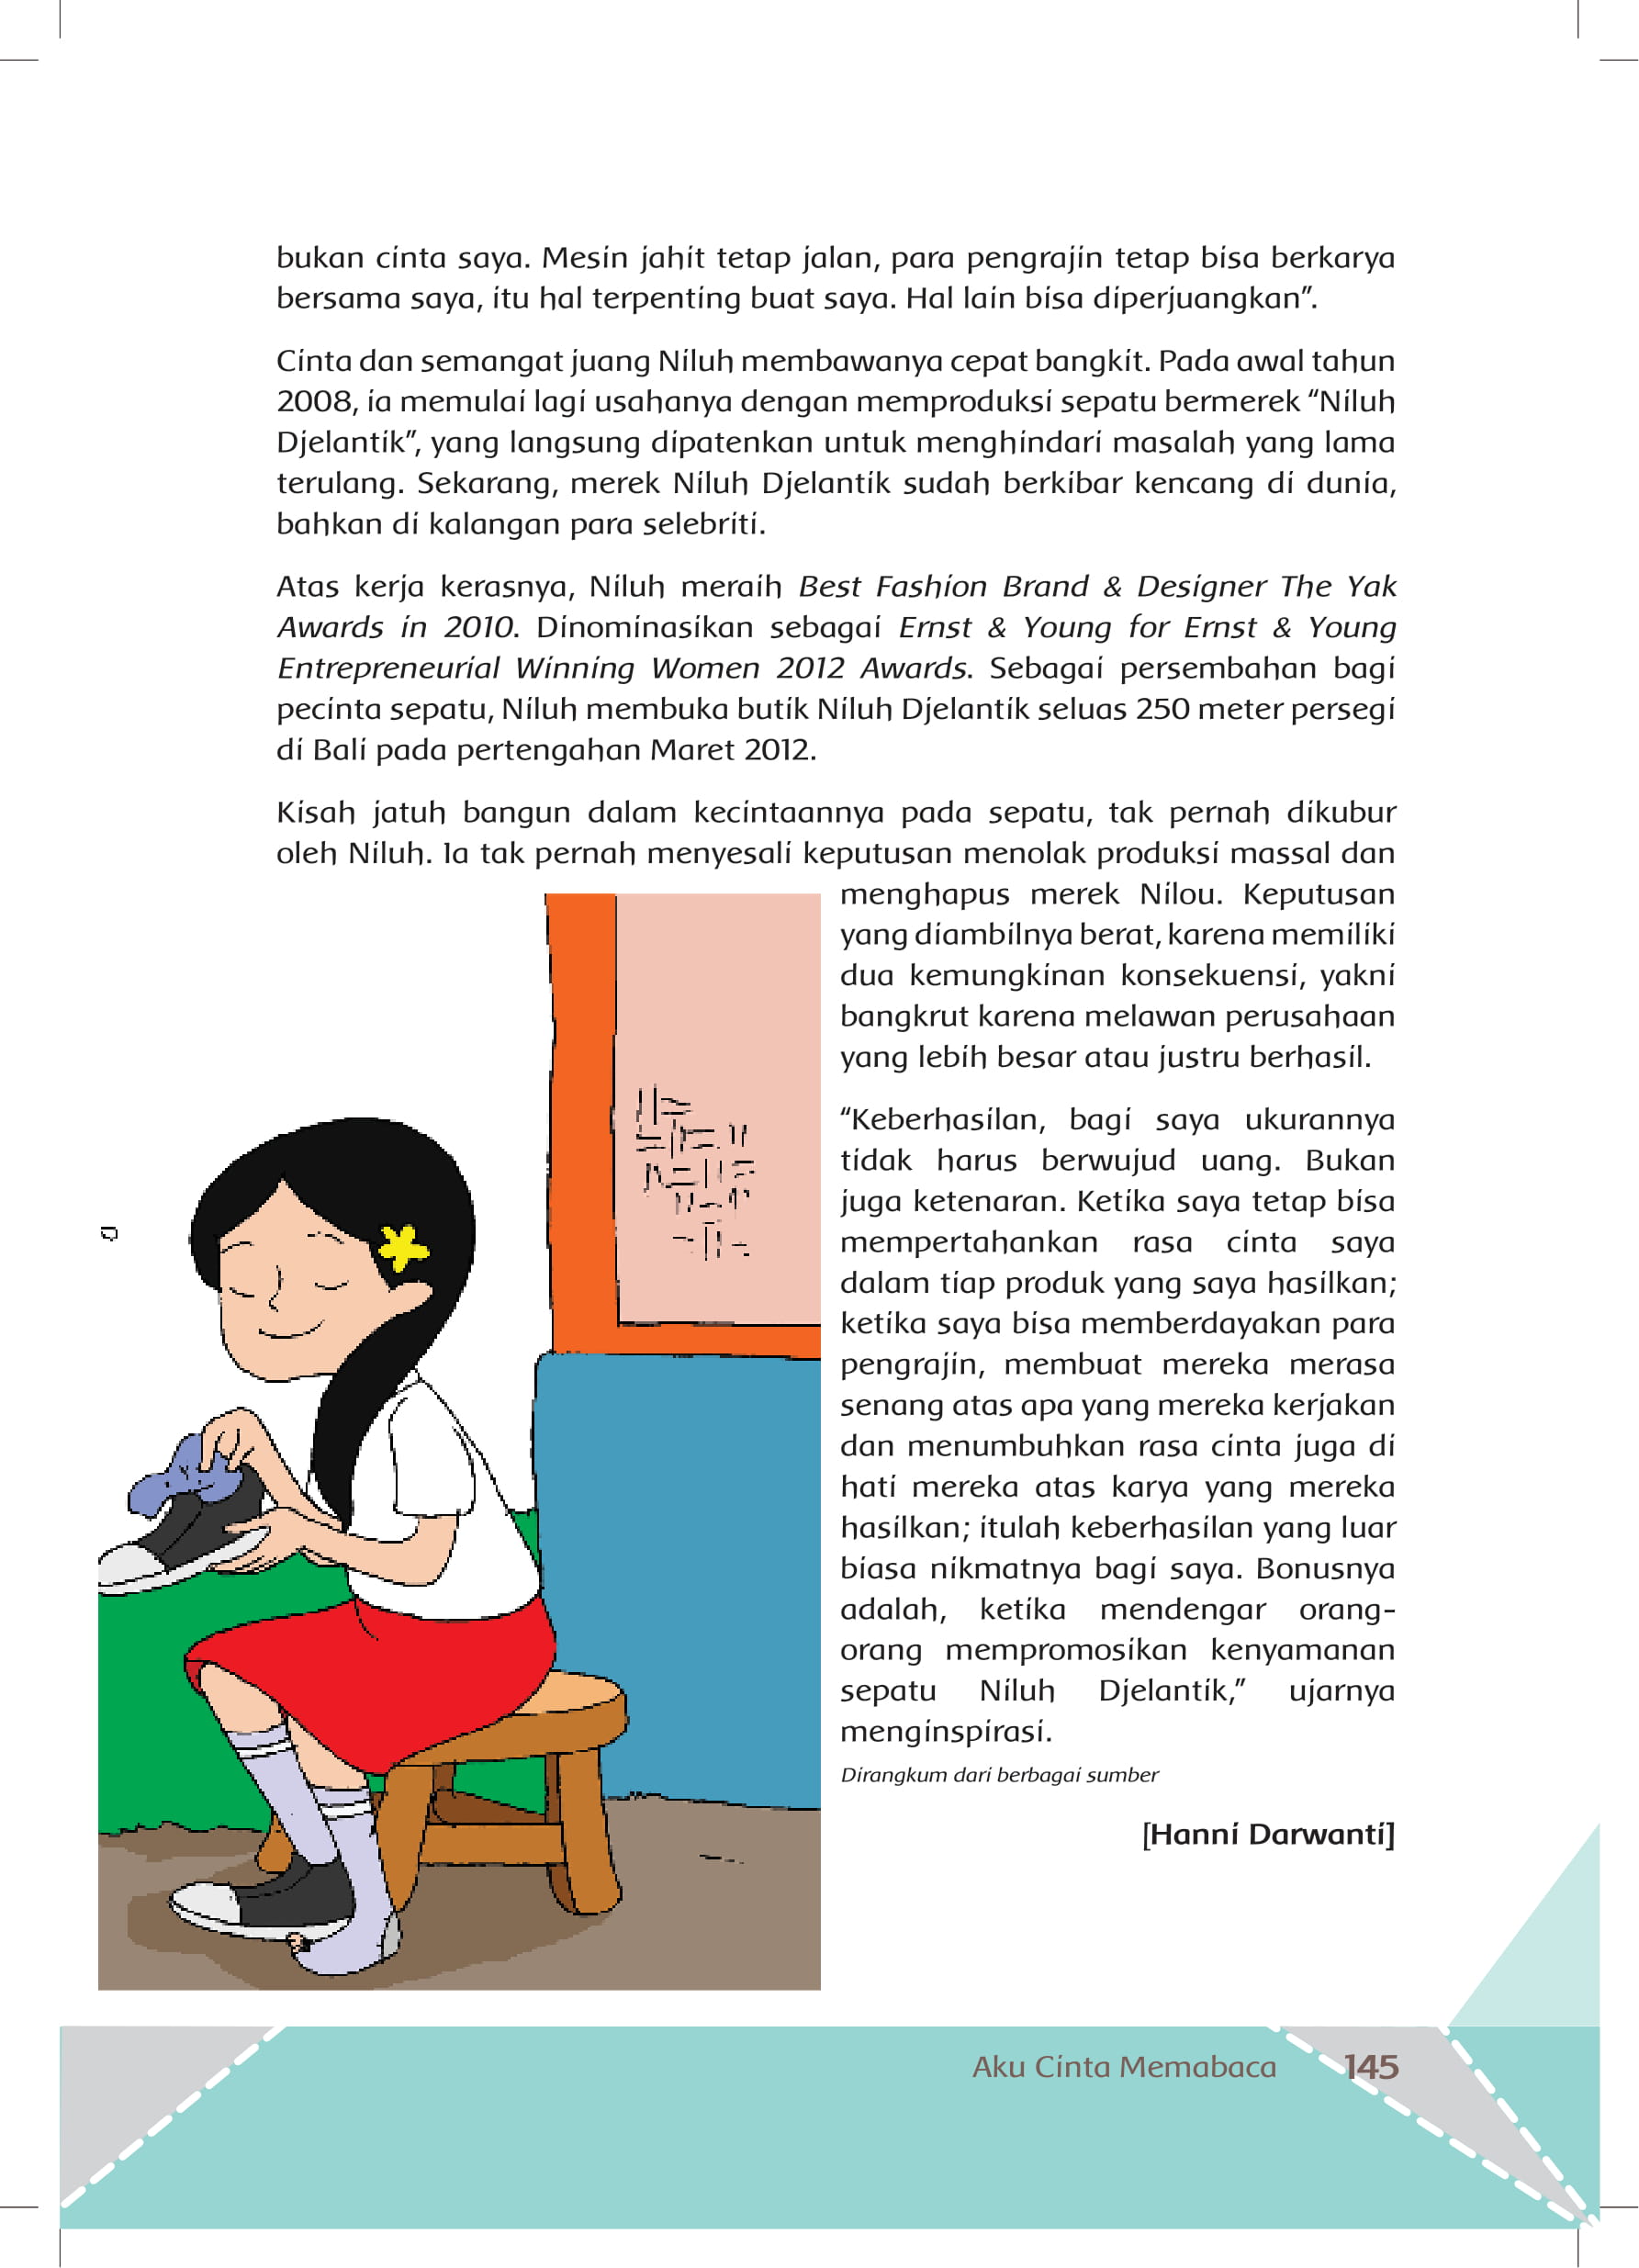 bukan cinta saya. Mesin jahit tetap jalan, para pengrajin tetap bisa berkarya
bersama saya, itu hal terpenting buat saya. Hal lain bisa diperjuangkan”.
Cinta dan semangat juang Niluh membawanya cepat bangkit. Pada awal tahun
2008, ia memulai lagi usahanya dengan memproduksi sepatu bermerek “Niluh
Djelantik”, yang langsung dipatenkan untuk menghindari masalah yang lama
terulang. Sekarang, merek Niluh Djelantik sudah berkibar kencang di dunia,
bahkan di kalangan para selebriti.
Atas kerja kerasnya, Niluh meraih Best Fashion Brand & Designer The Yak
Awards in 2010. Dinominasikan sebagai Ernst & Young for Ernst & Young
Entrepreneurial Winning Women 2012 Awards. Sebagai persembahan bagi
pecinta sepatu, Niluh membuka butik Niluh Djelantik seluas 250 meter persegi
di Bali pada pertengahan Maret 2012.
Kisah jatuh bangun dalam kecintaannya pada sepatu, tak pernah dikubur
oleh Niluh. Ia tak pernah menyesali keputusan menolak produksi massal dan
menghapus merek Nilou. Keputusan
yang diambilnya berat, karena memiliki
dua kemungkinan konsekuensi, yakni
bangkrut karena melawan perusahaan
yang lebih besar atau justru berhasil.
“Keberhasilan, bagi saya ukurannya
tidak harus berwujud uang. Bukan
juga ketenaran. Ketika saya tetap bisa
mempertahankan rasa cinta saya
dalam tiap produk yang saya hasilkan;
ketika saya bisa memberdayakan para
pengrajin, membuat mereka merasa
senang atas apa yang mereka kerjakan
dan menumbuhkan rasa cinta juga di
hati mereka atas karya yang mereka
hasilkan; itulah keberhasilan yang luar
biasa nikmatnya bagi saya. Bonusnya
adalah, ketika mendengar orang-
orang mempromosikan kenyamanan
sepatu Niluh Djelantik,” ujarnya
menginspirasi.
Dirangkum dari berbagai sumber
[Hanni Darwanti]
Aku Cinta Memabaca 145